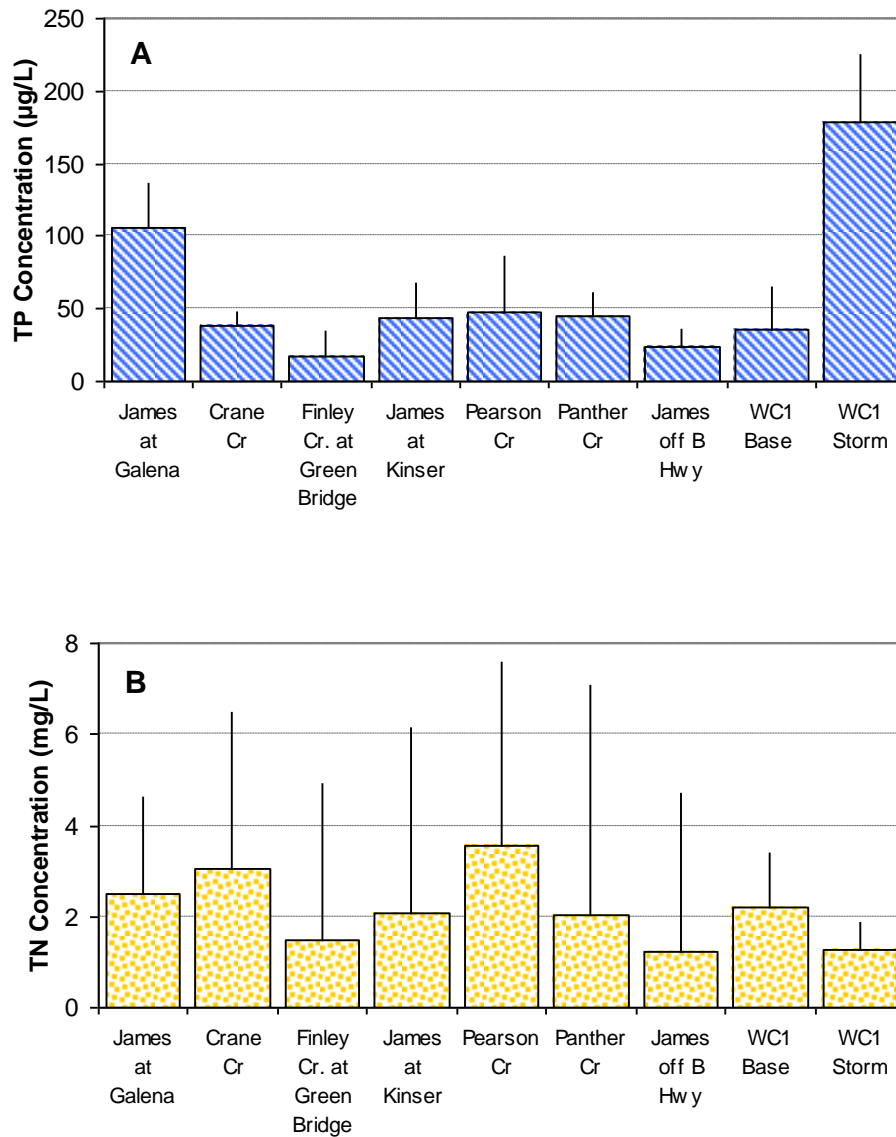 A
TP Concentration (µg/L)
250
200
150
100
50
0
James at Galena
Crane Cr
Finley Cr. at Green Bridge
James at Kinser
Pearson Cr
Panther Cr
James off B Hwy
WC1 Base
WC1 Storm
B
TN Concentration (mg/L)
8
6
4
2
0
James at Galena
Crane Cr
Finley Cr. at Green Bridge
James at Kinser
Pearson Cr
Panther Cr
James off B Hwy
WC1 Base
WC1 Storm